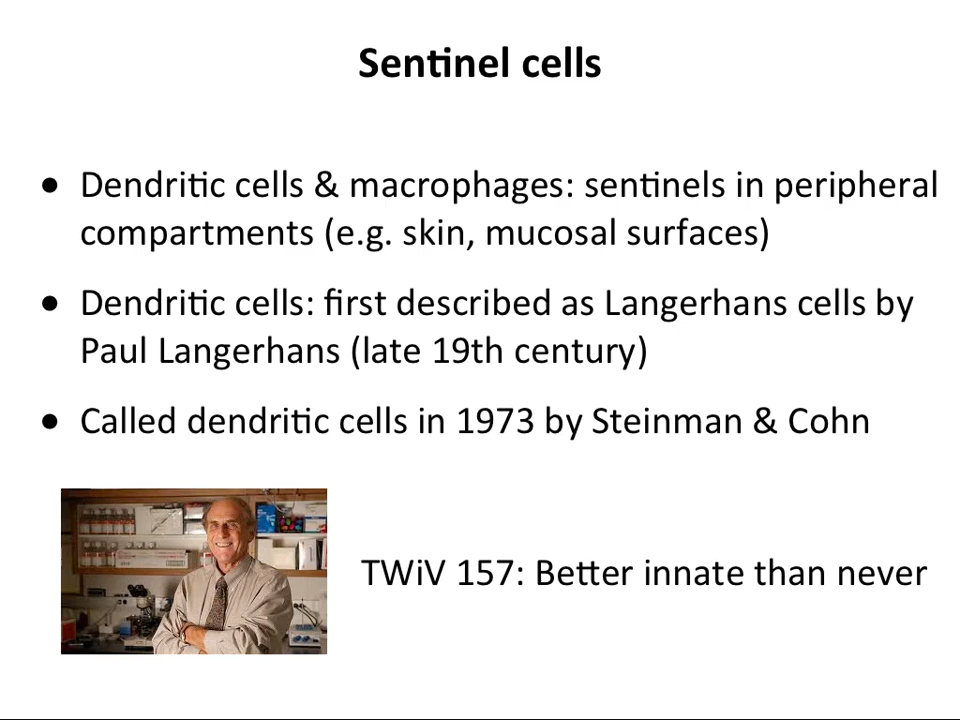 Sentinel cells
• Dendritic cells & macrophages: sentinels in peripheral
compartments (e.g. skin, mucosal surfaces)
• Dendritic cells: first described as Langerhans cells by
Paul Langerhans (late 19th century)
• Called dendritic cells in 1973 by Steinman & Cohn
TWiV 157: Better innate than never